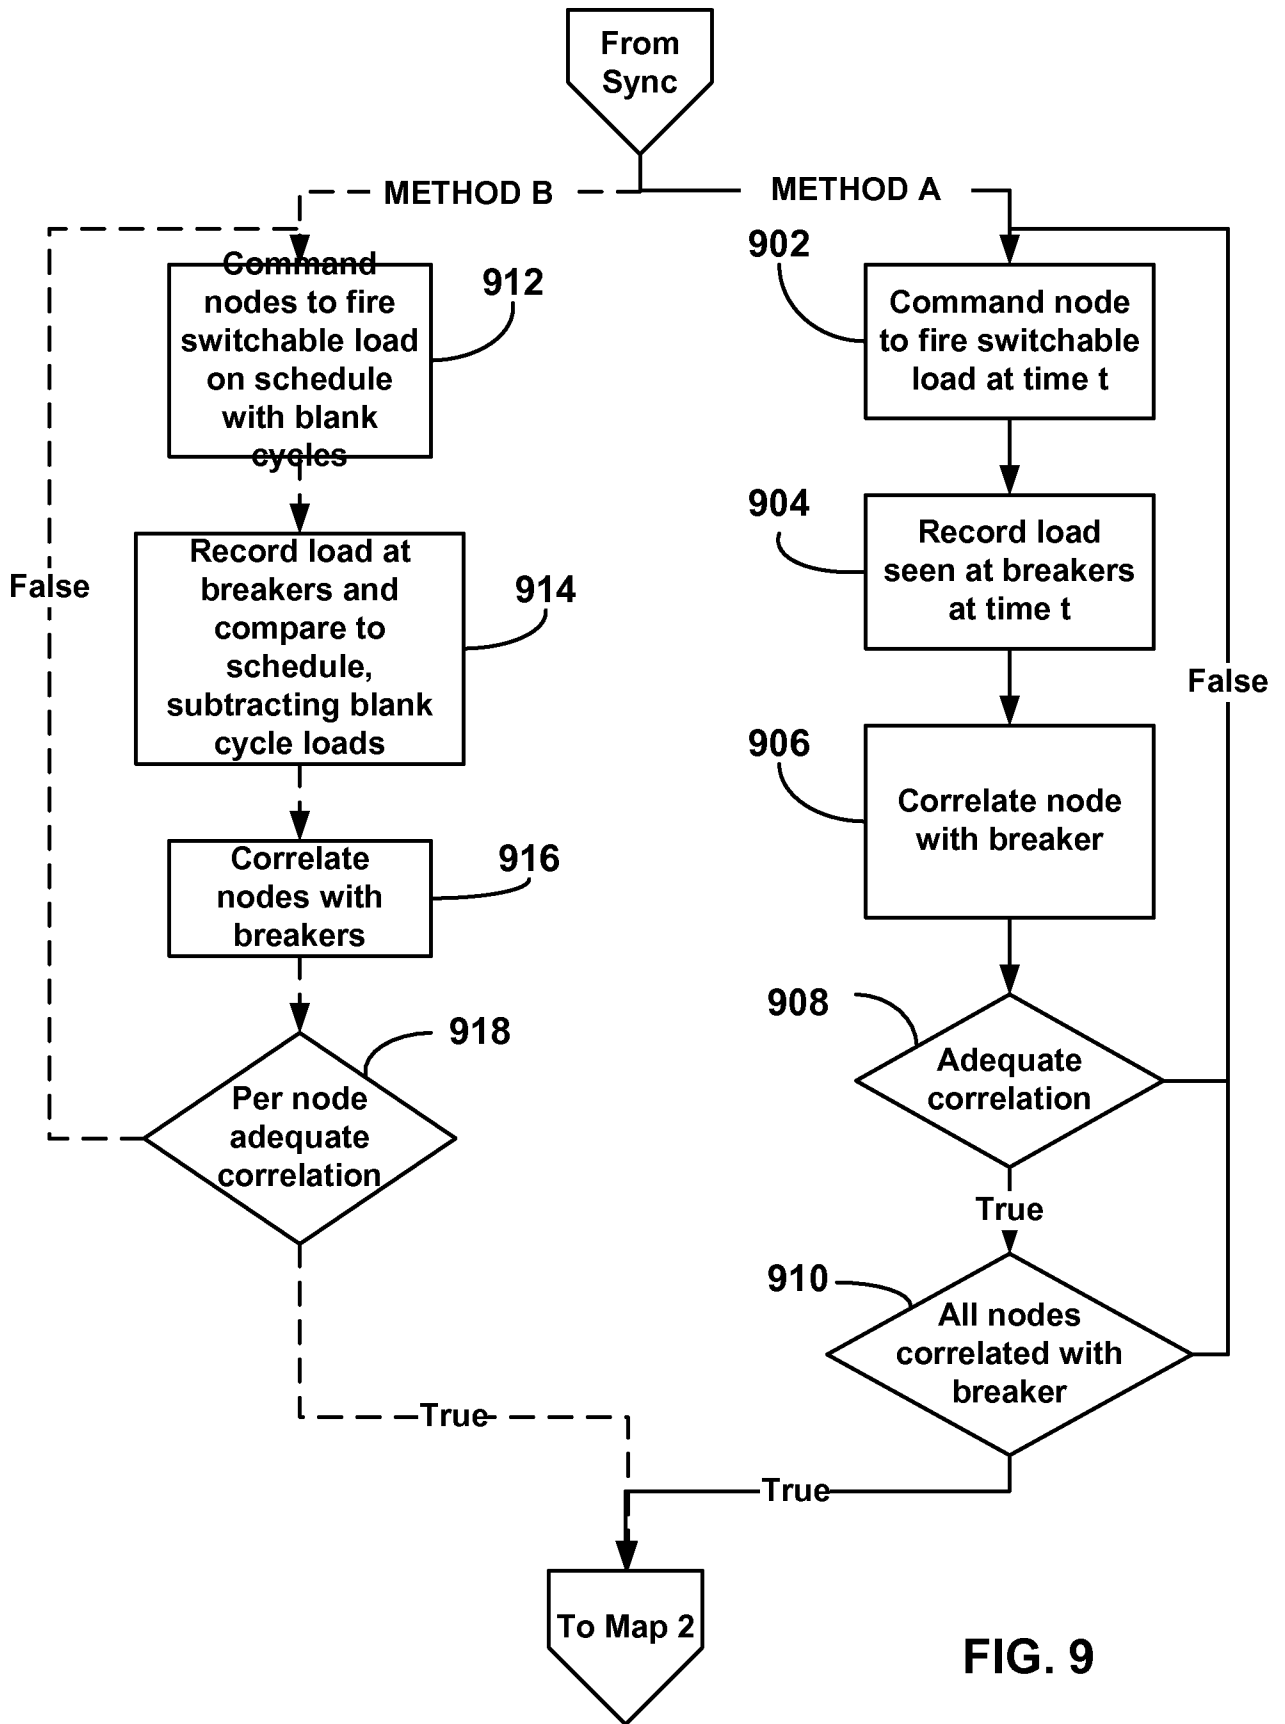 From
Sync
METHOD B
METHOD A
912
Command
nodes to fire
switchable load
on schedule
with blank
cycles
914
Record load at
breakers and
compare to
schedule,
subtracting blank
cycle loads
False
916
Correlate
nodes with
breakers
918
Per node
adequate
correlation
True
902
Command node
to fire switchable
load at time t
904
Record load
seen at breakers
at time t
False
906
Correlate node
with breaker
908
Adequate
correlation
True
910
All nodes
correlated with
breaker
True
To Map 2
FIG. 9